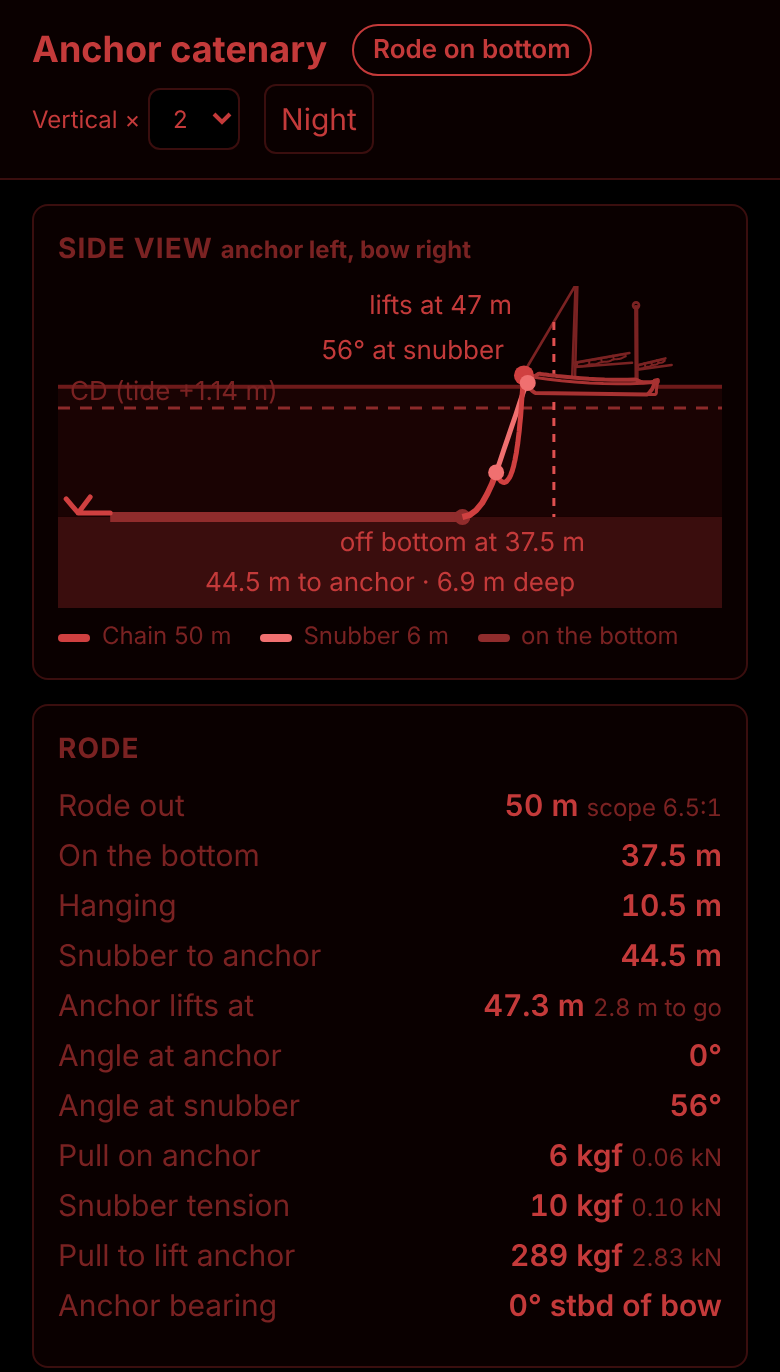 Anchor catenary
Rode on bottom
Vertical × 2
Night
SIDE VIEW anchor left, bow right
lifts at 47 m
56° at snubber
CD (tide +1.14 m)
off bottom at 37.5 m
44.5 m to anchor · 6.9 m deep
Chain 50 m
Snubber 6 m
on the bottom
RODE
Rode out 50 m scope 6.5:1
On the bottom 37.5 m
Hanging 10.5 m
Snubber to anchor 44.5 m
Anchor lifts at 47.3 m 2.8 m to go
Angle at anchor 0°
Angle at snubber 56°
Pull on anchor 6 kgf 0.06 kN
Snubber tension 10 kgf 0.10 kN
Pull to lift anchor 289 kgf 2.83 kN
Anchor bearing 0° stbd of bow